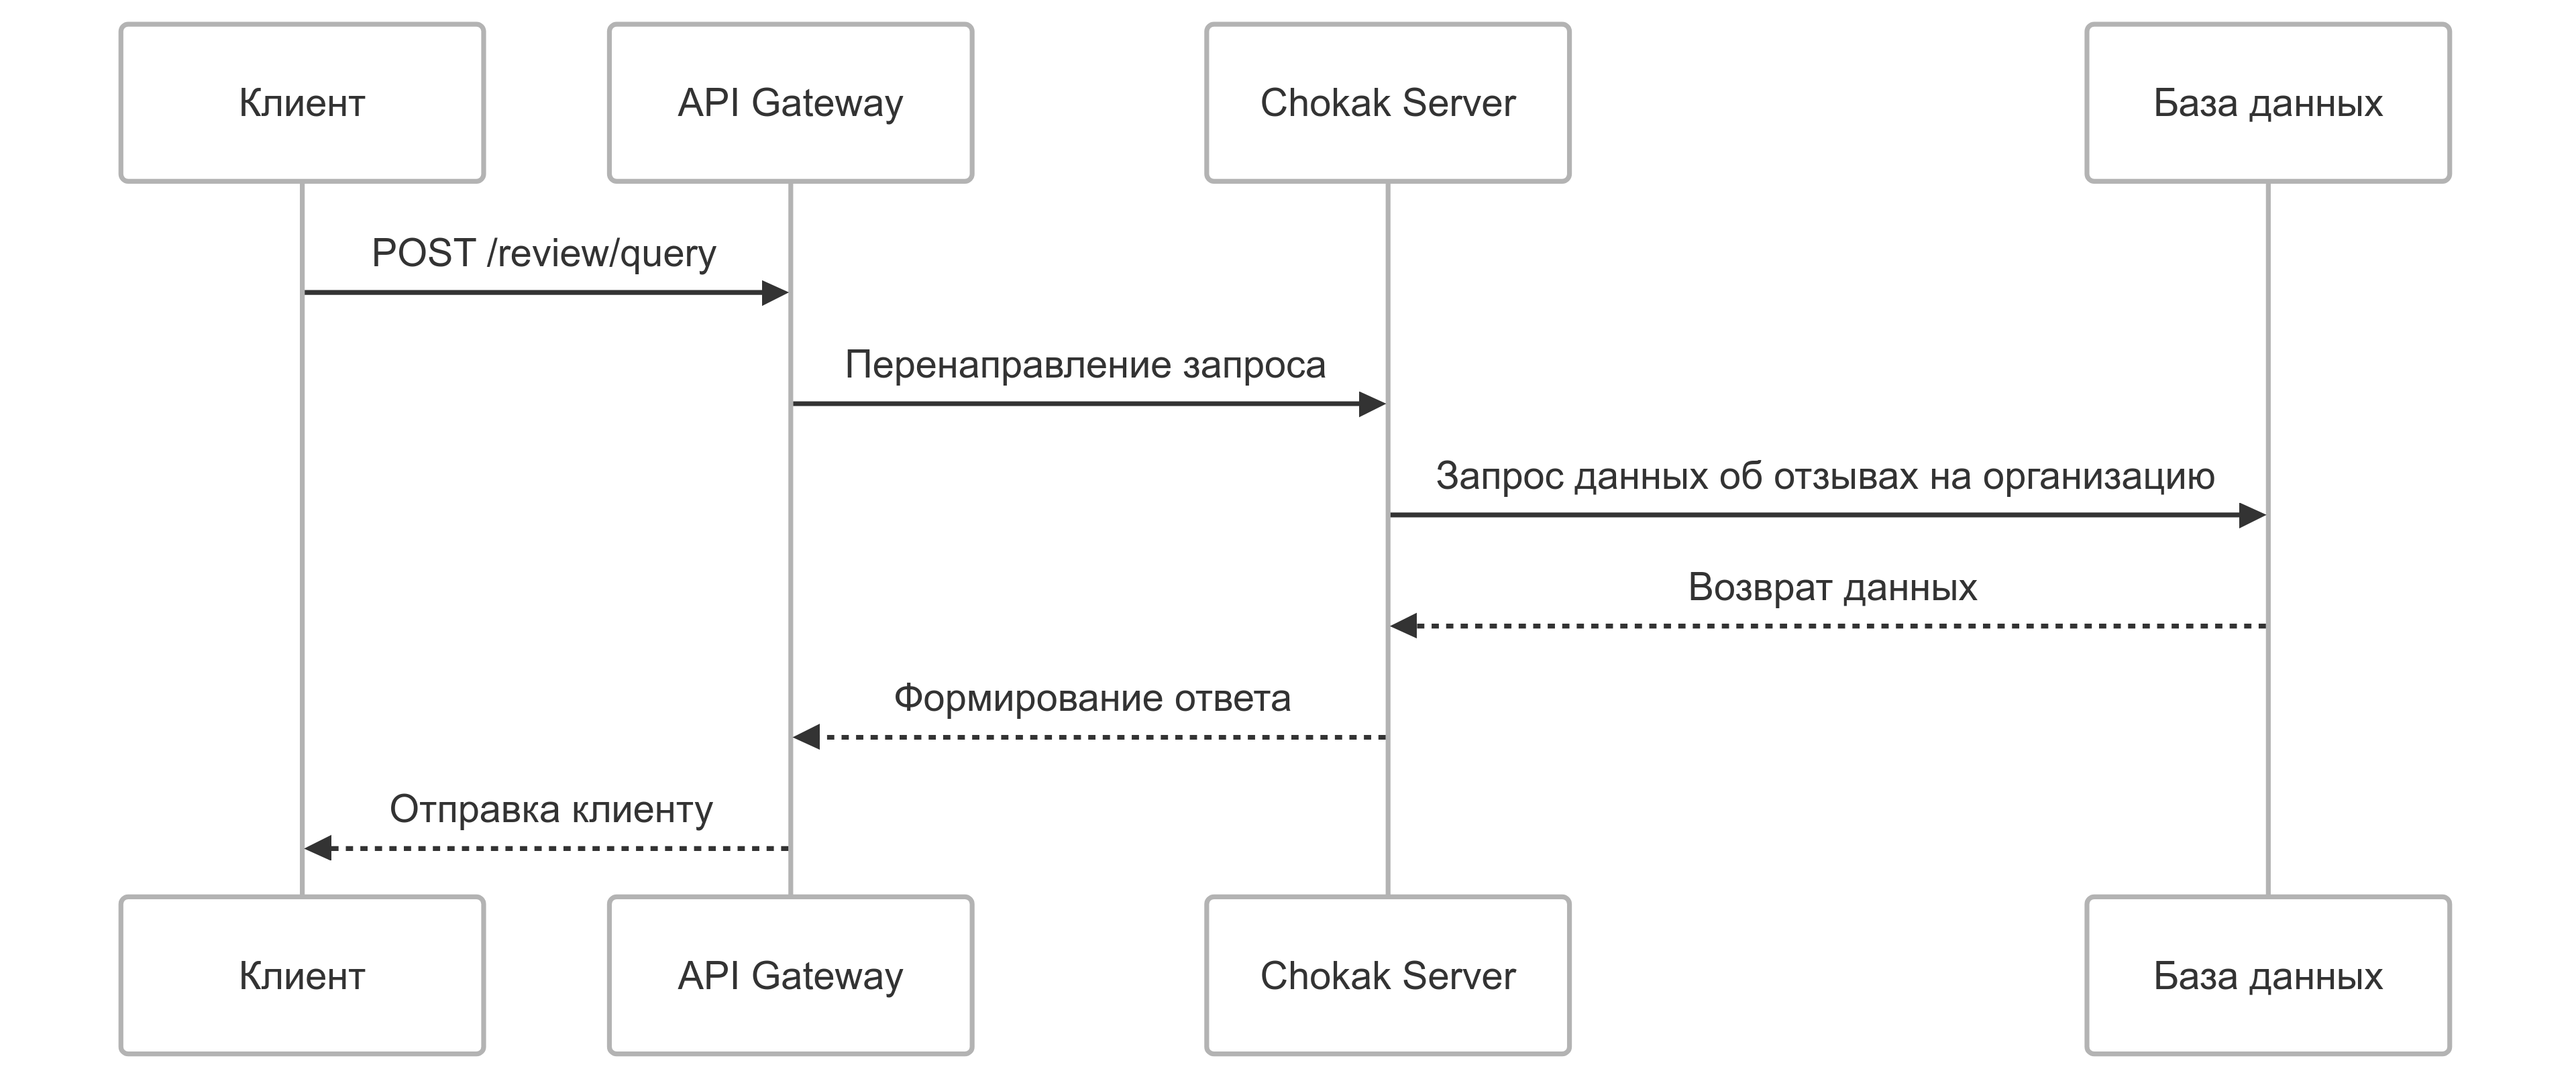 Клиент
API Gateway
Chokak Server
База данных
POST /review/query
Перенаправление запроса
Запрос данных об отзывах на организацию
Возврат данных
Формирование ответа
Отправка клиенту
Клиент
API Gateway
Chokak Server
База данных